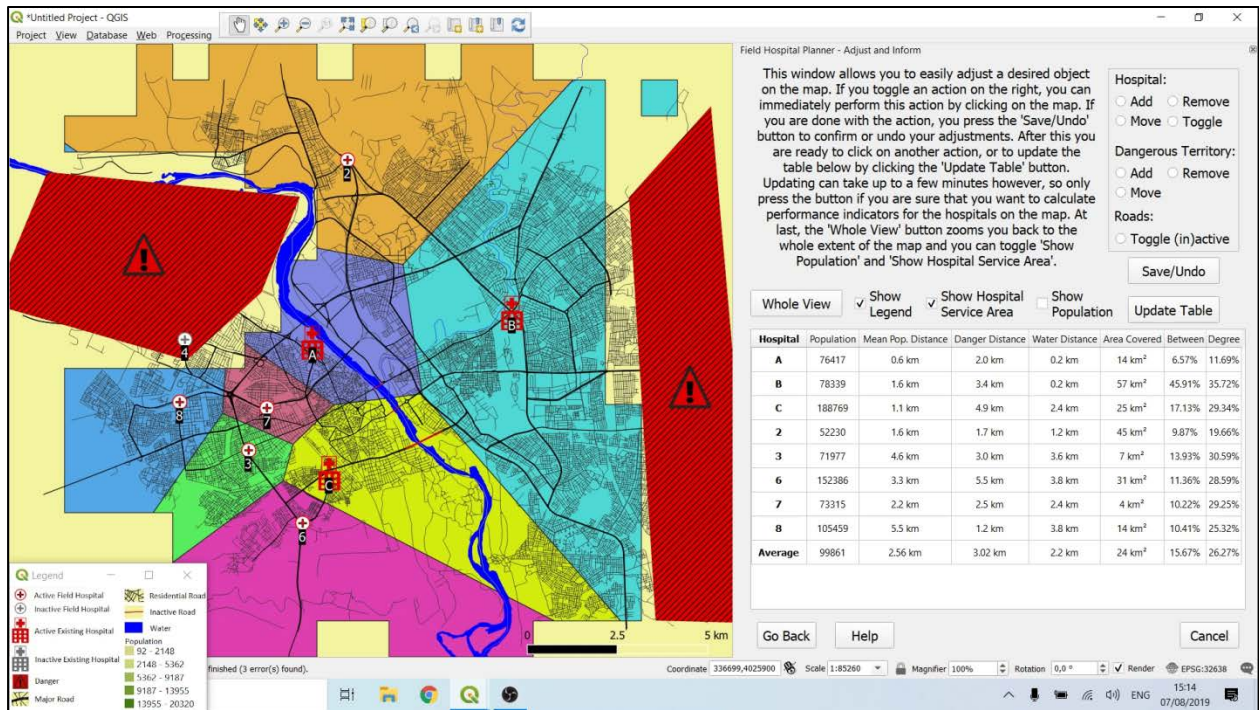 *Untitled Project - QGIS
Project View Database Web Processing
2
A
B
4
8
7
3
C
6
0 2.5 5 km
Legend
Active Field Hospital
Inactive Field Hospital
Active Existing Hospital
Inactive Existing Hospital
Danger
Major Road
Residential Road
Inactive Road
Water
Population
92 - 2148
2148 - 5362
5362 - 9187
9187 - 13955
13955 - 20320
Field Hospital Planner - Adjust and Inform
This window allows you to easily adjust a desired object
on the map. If you toggle an action on the right, you can
immediately perform this action by clicking on the map. If
you are done with the action, you press the 'Save/Undo'
button to confirm or undo your adjustments. After this you
are ready to click on another action, or to update the
table below by clicking the 'Update Table' button.
Updating can take up to a few minutes however, so only
press the button if you are sure that you want to calculate
performance indicators for the hospitals on the map. At
last, the 'Whole View' button zooms you back to the
whole extent of the map and you can toggle 'Show
Population' and 'Show Hospital Service Area'.
Hospital:
Add Remove
Move Toggle
Dangerous Territory:
Add Remove
Move
Roads:
Toggle (in)active
Save/Undo
Whole View
Show Legend
Show Hospital Service Area
Show Population
Update Table
Hospital Population Mean Pop. Distance Danger Distance Water Distance Area Covered Between Degree
A 76417 0.6 km 2.0 km 0.2 km 14 km² 6.57% 11.69%
B 78339 1.6 km 3.4 km 0.2 km 57 km² 45.91% 35.72%
C 188769 1.1 km 4.9 km 2.4 km 25 km² 17.13% 29.34%
2 52230 1.6 km 1.7 km 1.2 km 45 km² 9.87% 19.66%
3 71977 4.6 km 3.0 km 3.6 km 7 km² 13.93% 30.59%
6 152386 3.3 km 5.5 km 3.8 km 31 km² 11.36% 28.59%
7 73315 2.2 km 2.5 km 2.4 km 4 km² 10.22% 29.25%
8 105459 5.5 km 1.2 km 3.8 km 14 km² 10.41% 25.32%
Average 99861 2.56 km 3.02 km 2.2 km 24 km² 15.67% 26.27%
Go Back Help Cancel
finished (3 error(s) found).
Coordinate 336699,4025900 Scale 1:85260 Magnifier 100% Rotation 0,0 ° Render EPSG:32638
ENG 15:14
07/08/2019